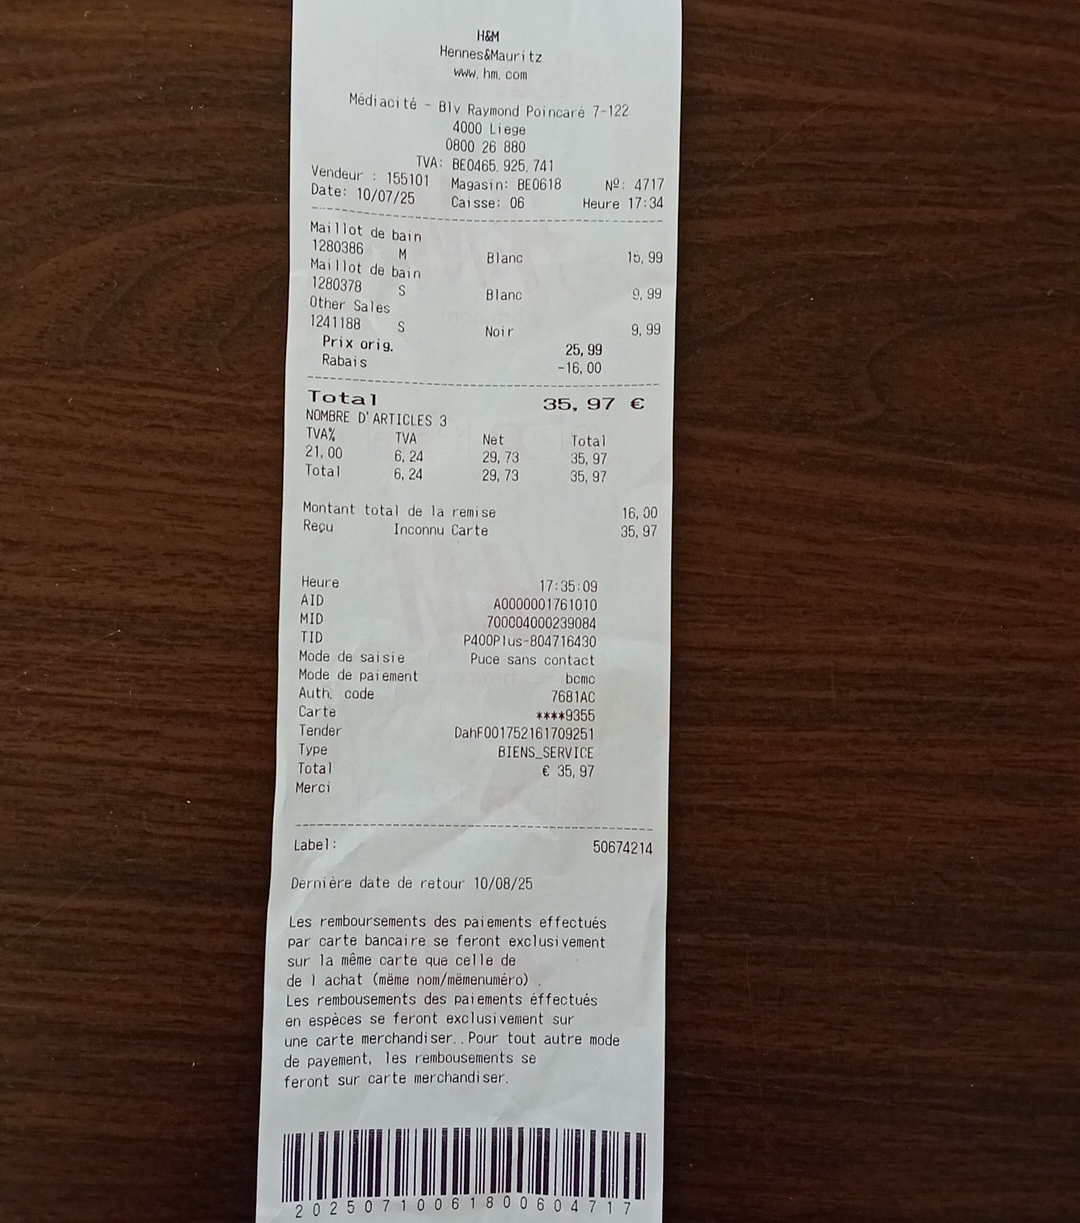 H&M
Hennes&Mauritz
www.hm.com
Médiacité - Blv Raymond Poincaré 7-122
4000 Liege
0800 26 880
TVA: BE0465.925.741
Vendeur : 155101 Magasin: BE0618 Nº: 4717
Date: 10/07/25 Caisse: 06 Heure 17:34
Maillot de bain
1280386 M Blanc 15,99
Maillot de bain
1280378 S Blanc 9,99
Other Sales
1241188 S Noir 9,99
Prix orig. 25,99
Rabais -16,00
Total 35,97 €
NOMBRE D'ARTICLES 3
TVA% TVA Net Total
21,00 6,24 29,73 35,97
Total 6,24 29,73 35,97
Montant total de la remise 16,00
Reçu Inconnu Carte 35,97
Heure 17:35:09
AID A0000001761010
MID 700004000239084
TID P400Plus-804716430
Mode de saisie Puce sans contact
Mode de paiement bcmc
Auth. code 7681AC
Carte ****9355
Tender DahF001752161709251
Type BIENS_SERVICE
Total € 35,97
Merci
Label: 50674214
Dernière date de retour 10/08/25
Les remboursements des paiements effectués
par carte bancaire se feront exclusivement
sur la même carte que celle de
de l achat (mëme nom/mëmenuméro) .
Les rembousements des paiements éffectués
en espèces se feront exclusivement sur
une carte merchandiser..Pour tout autre mode
de payement, les rembousements se
feront sur carte merchandiser.
20250710061800604717